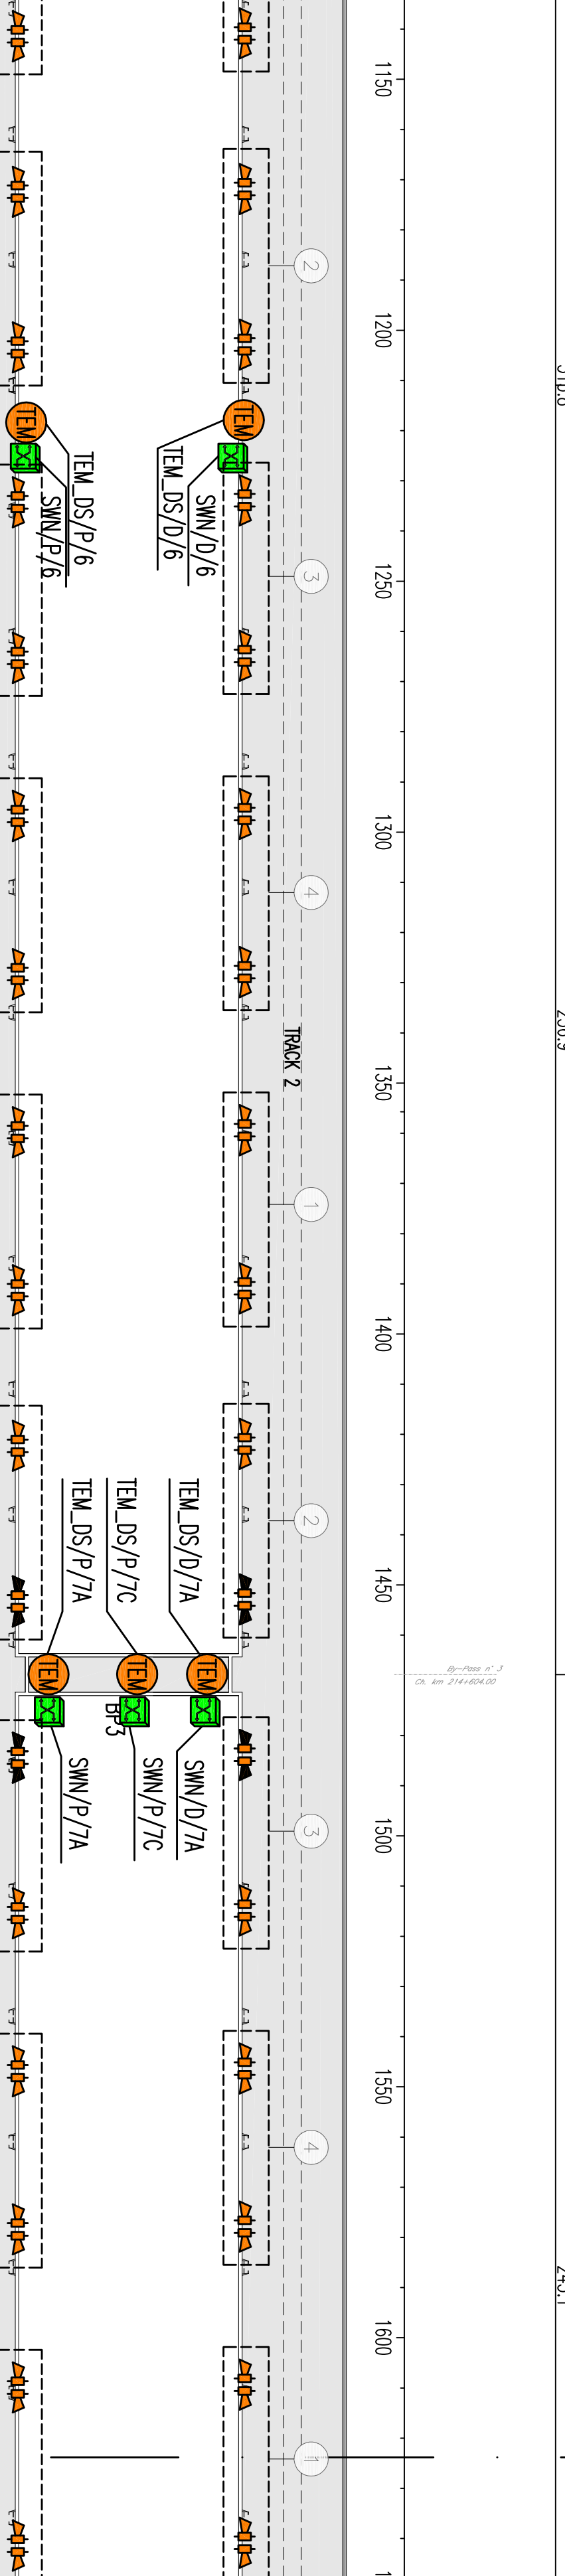 1150
2
1200
TEM
TEM
TEM_DS/P/6
SWN/P/6
TEM_DS/D/6
SWN/D/6
3
1250
1300
4
TRACK 2
1350
1
1400
2
TEM_DS/P/7A
TEM_DS/P/7C
TEM_DS/D/7A
1450
TEM
TEM
TEM
By-Pass n° 3
Ch. km 214+604.00
BP3
SWN/P/7A
SWN/P/7C
SWN/D/7A
3
1500
1550
4
1600
1